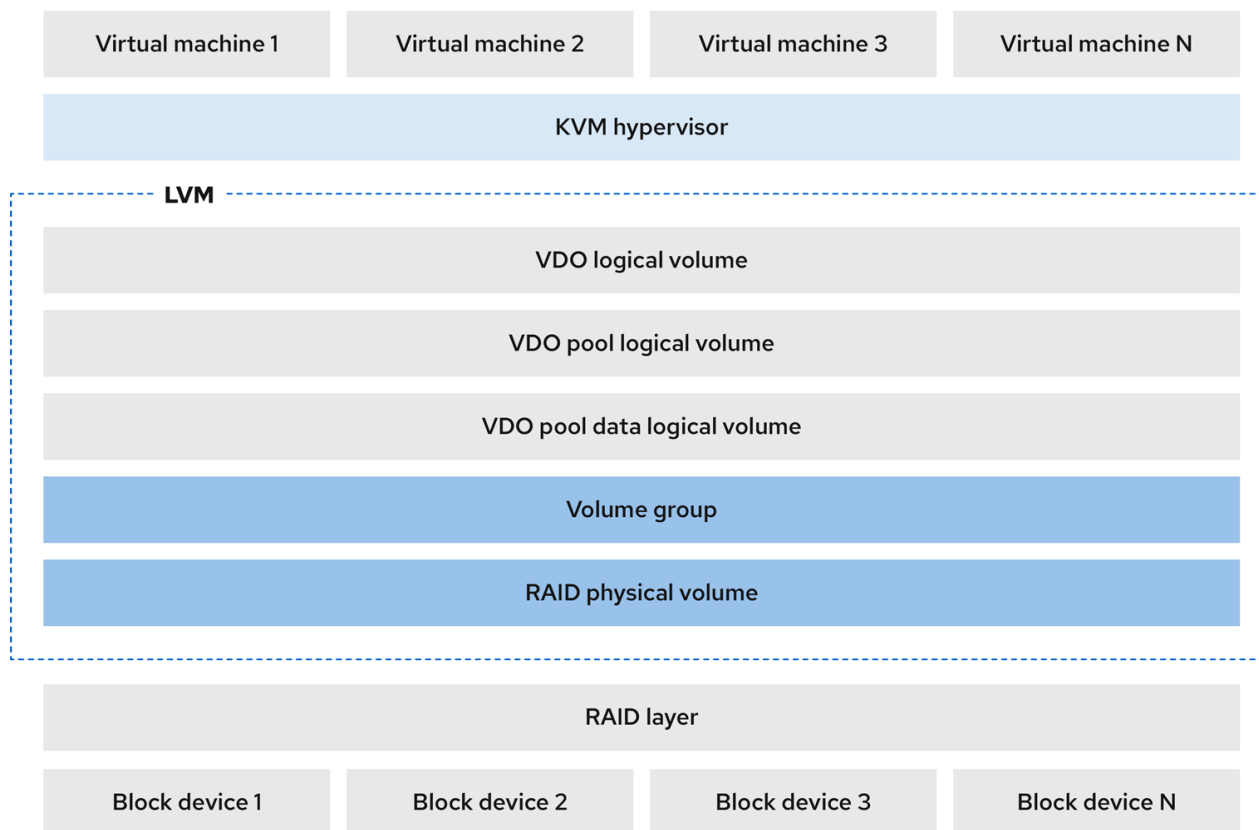 Virtual machine 1
Virtual machine 2
Virtual machine 3
Virtual machine N
KVM hypervisor
LVM
VDO logical volume
VDO pool logical volume
VDO pool data logical volume
Volume group
RAID physical volume
RAID layer
Block device 1
Block device 2
Block device 3
Block device N